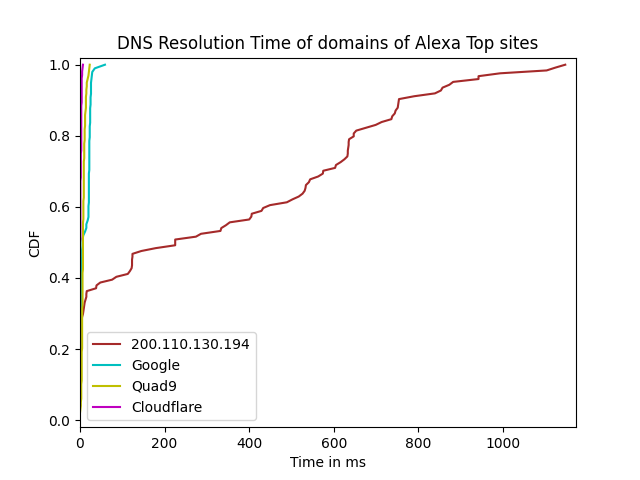 DNS Resolution Time of domains of Alexa Top sites
1.0
0.8
0.6
0.4
0.2
0.0
CDF
200.110.130.194
Google
Quad9
Cloudflare
0 200 400 600 800 1000
Time in ms